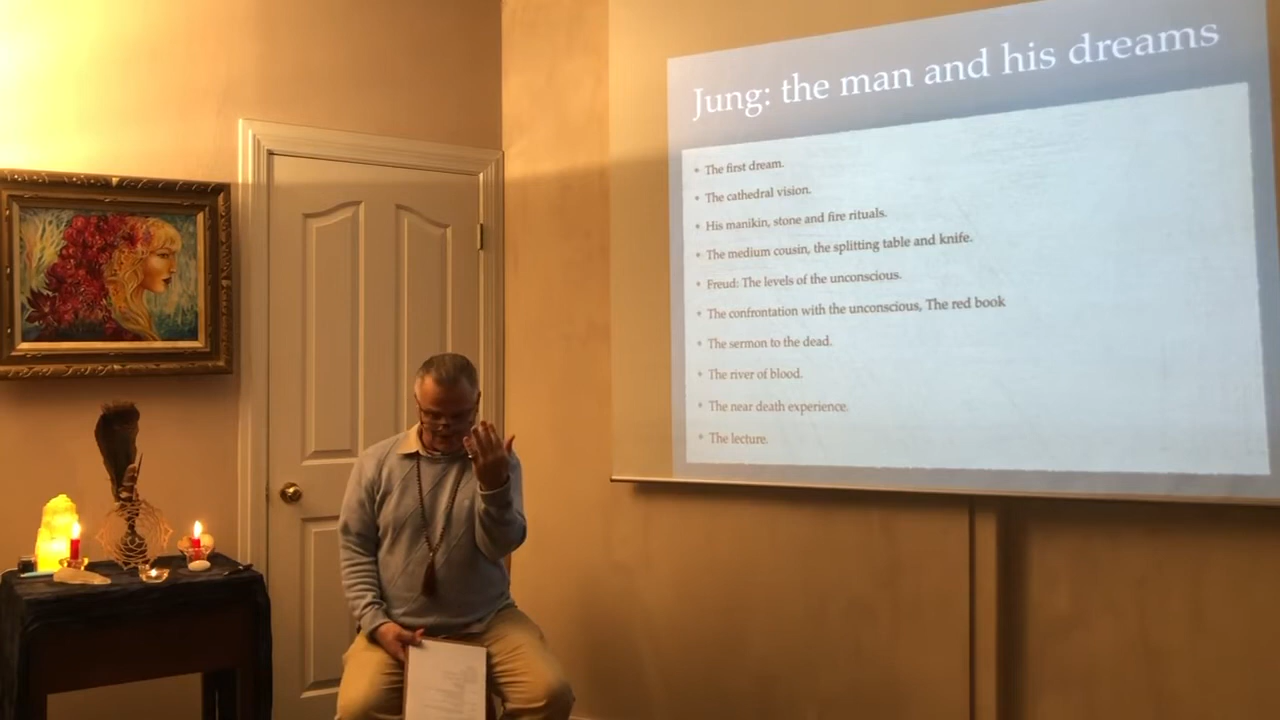 Jung: the man and his dreams
• The first dream.
• The cathedral vision.
• His manikin, stone and fire rituals.
• The medium cousin, the splitting table and knife.
• Freud: The levels of the unconscious.
• The confrontation with the unconscious, The red book
• The sermon to the dead.
• The river of blood.
• The near death experience.
• The lecture.